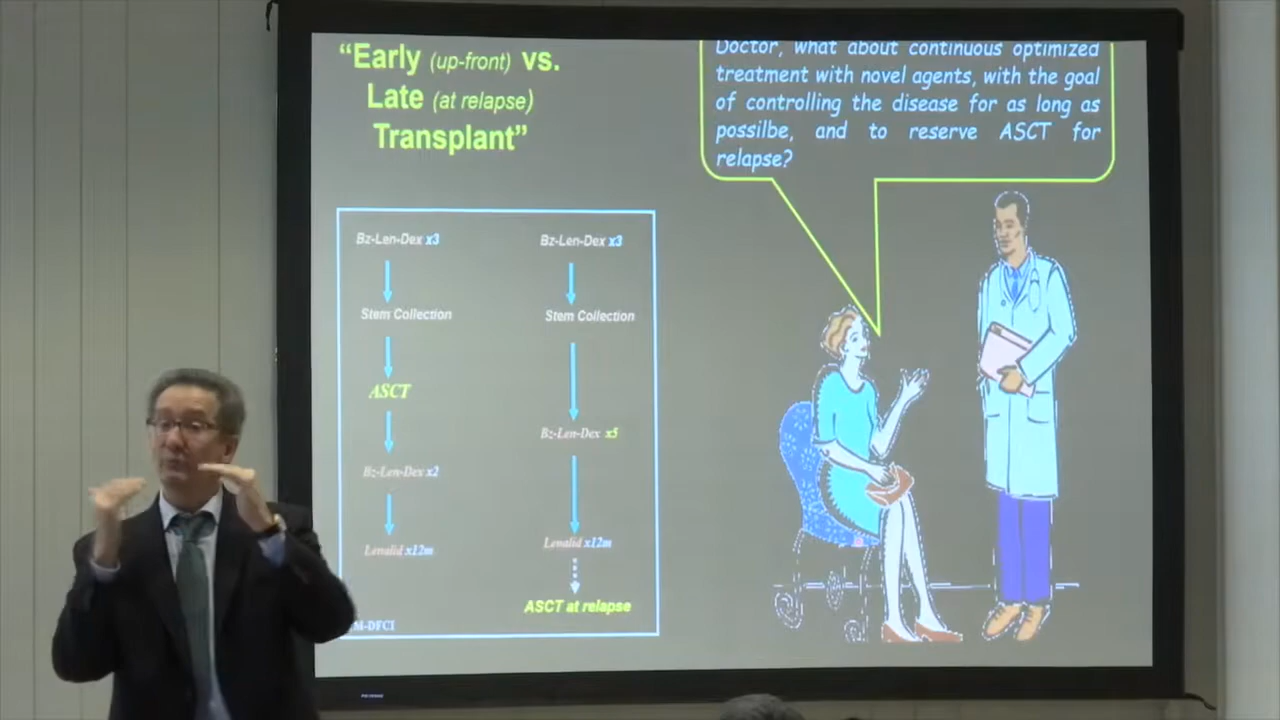 “Early (up-front) vs.
Late (at relapse)
Transplant”
Doctor, what about continuous optimized
treatment with novel agents, with the goal
of controlling the disease for as long as
possilbe, and to reserve ASCT for
relapse?
Bz-Len-Dex x3
Stem Collection
ASCT
Bz-Len-Dex x2
Lenalid x12m
Bz-Len-Dex x3
Stem Collection
Bz-Len-Dex x5
Lenalid x12m
ASCT at relapse
M-DFCI